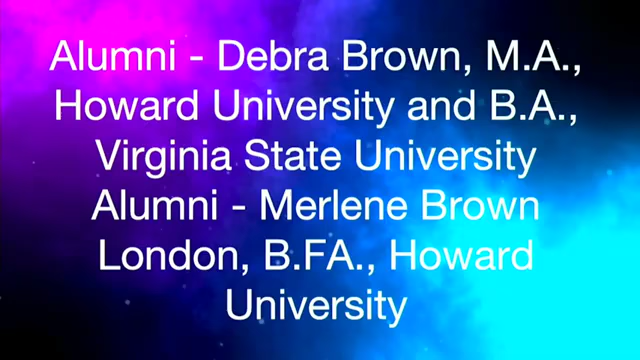 Alumni - Debra Brown, M.A.,
Howard University and B.A.,
Virginia State University
Alumni - Merlene Brown
London, B.FA., Howard
University